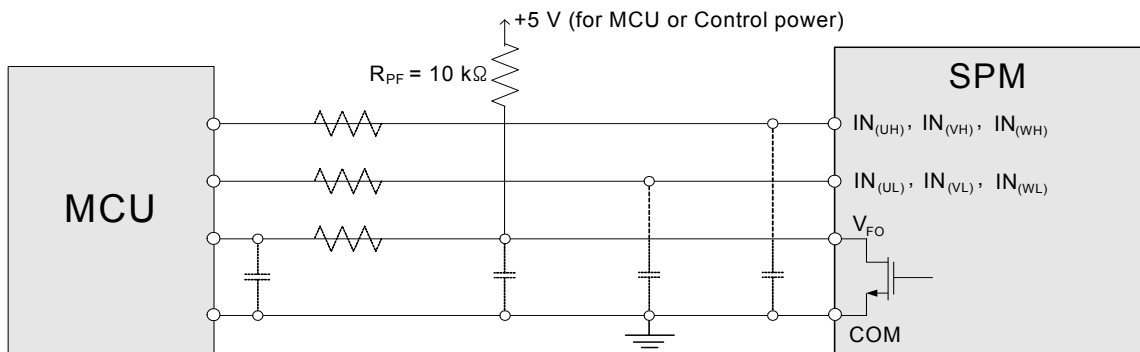 +5 V (for MCU or Control power)
R_PF = 10 kΩ
SPM
MCU
IN_(UH), IN_(VH), IN_(WH)
IN_(UL), IN_(VL), IN_(WL)
V_FO
COM